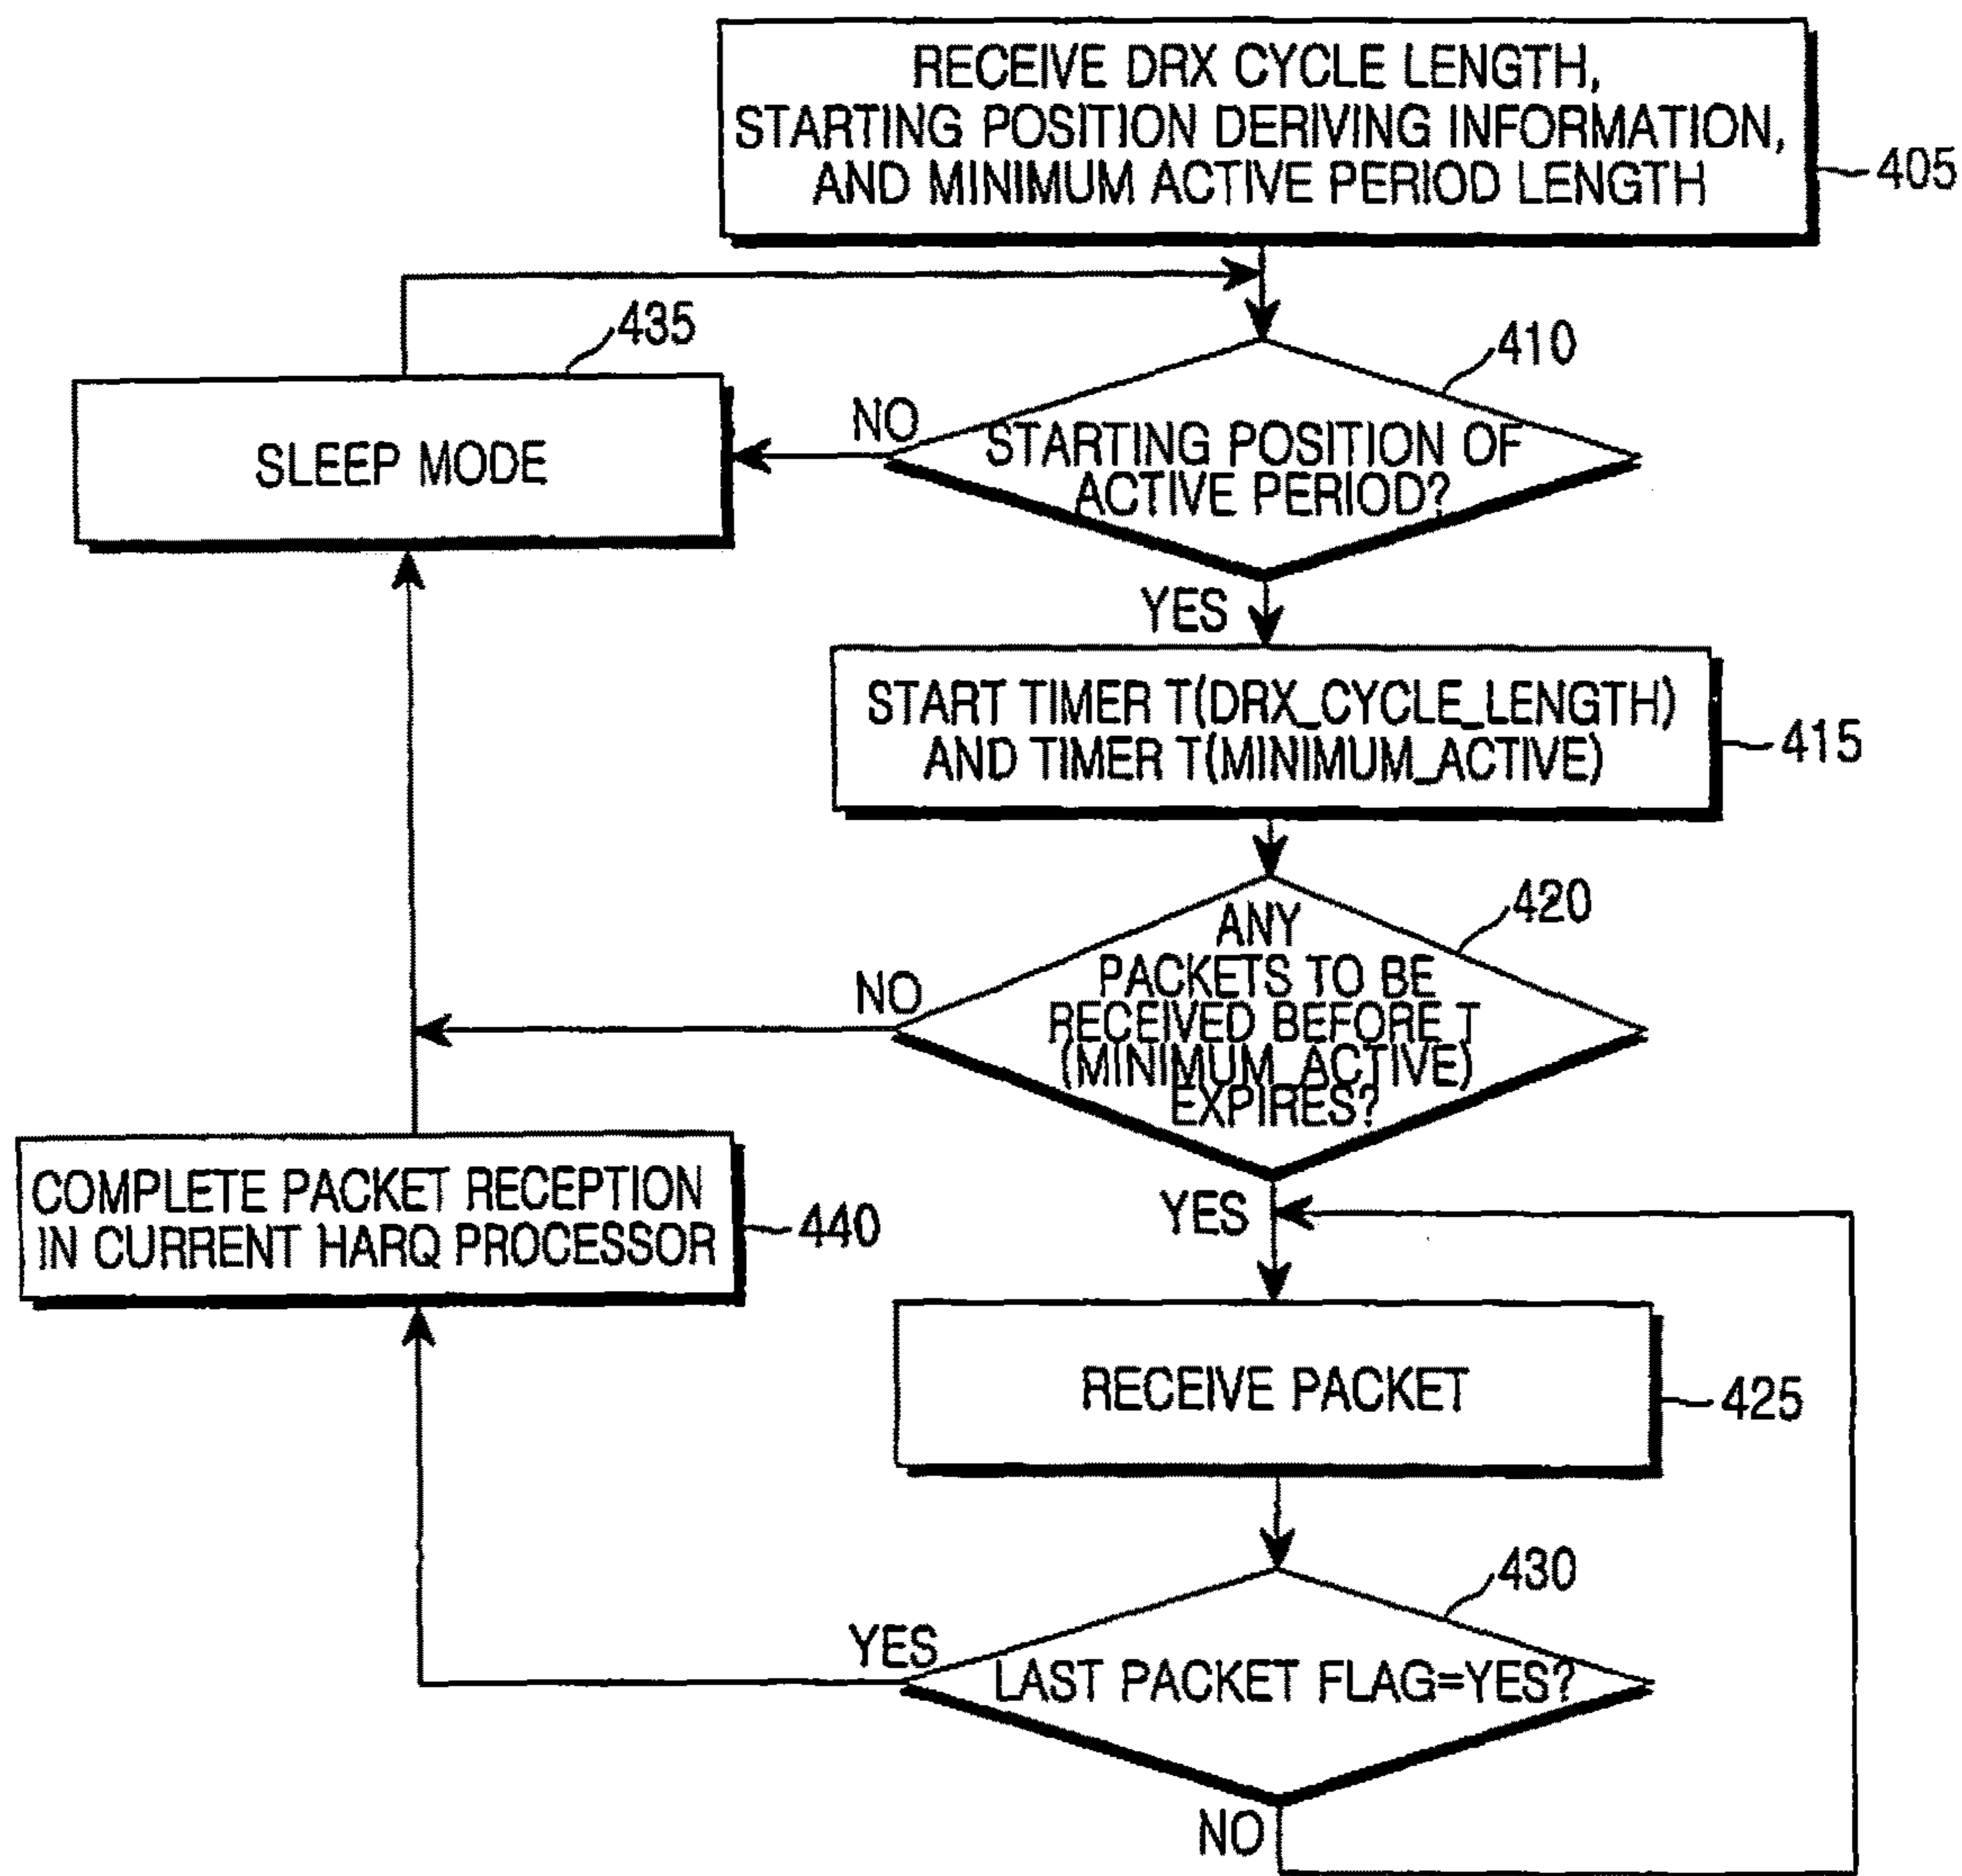 RECEIVE DRX CYCLE LENGTH,
STARTING POSITION DERIVING INFORMATION,
AND MINIMUM ACTIVE PERIOD LENGTH
405
435
410
SLEEP MODE
NO
STARTING POSITION OF
ACTIVE PERIOD?
YES
START TIMER T(DRX_CYCLE_LENGTH)
AND TIMER T(MINIMUM_ACTIVE)
415
420
ANY
PACKETS TO BE
RECEIVED BEFORE T
(MINIMUM_ACTIVE)
EXPIRES?
NO
YES
COMPLETE PACKET RECEPTION
IN CURRENT HARQ PROCESSOR
440
RECEIVE PACKET
425
430
YES
LAST PACKET FLAG=YES?
NO